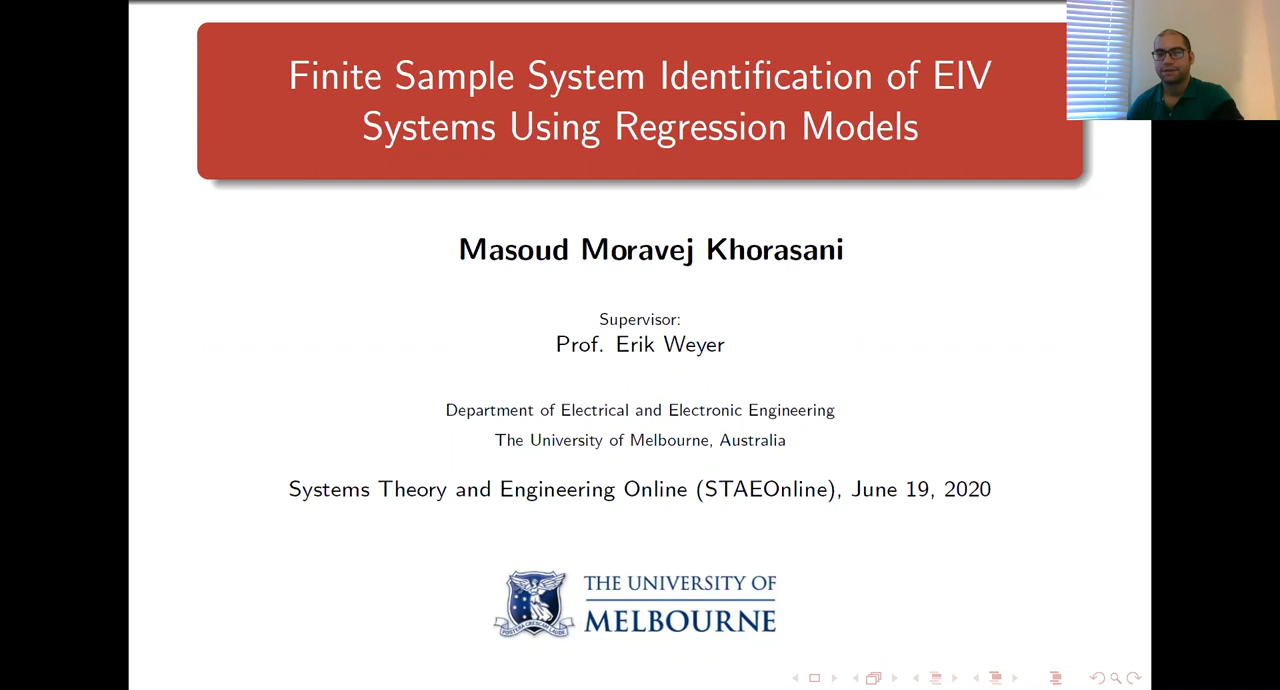 Finite Sample System Identification of EIV
Systems Using Regression Models
Masoud Moravej Khorasani
Supervisor:
Prof. Erik Weyer
Department of Electrical and Electronic Engineering
The University of Melbourne, Australia
Systems Theory and Engineering Online (STAEOnline), June 19, 2020
THE UNIVERSITY OF
MELBOURNE